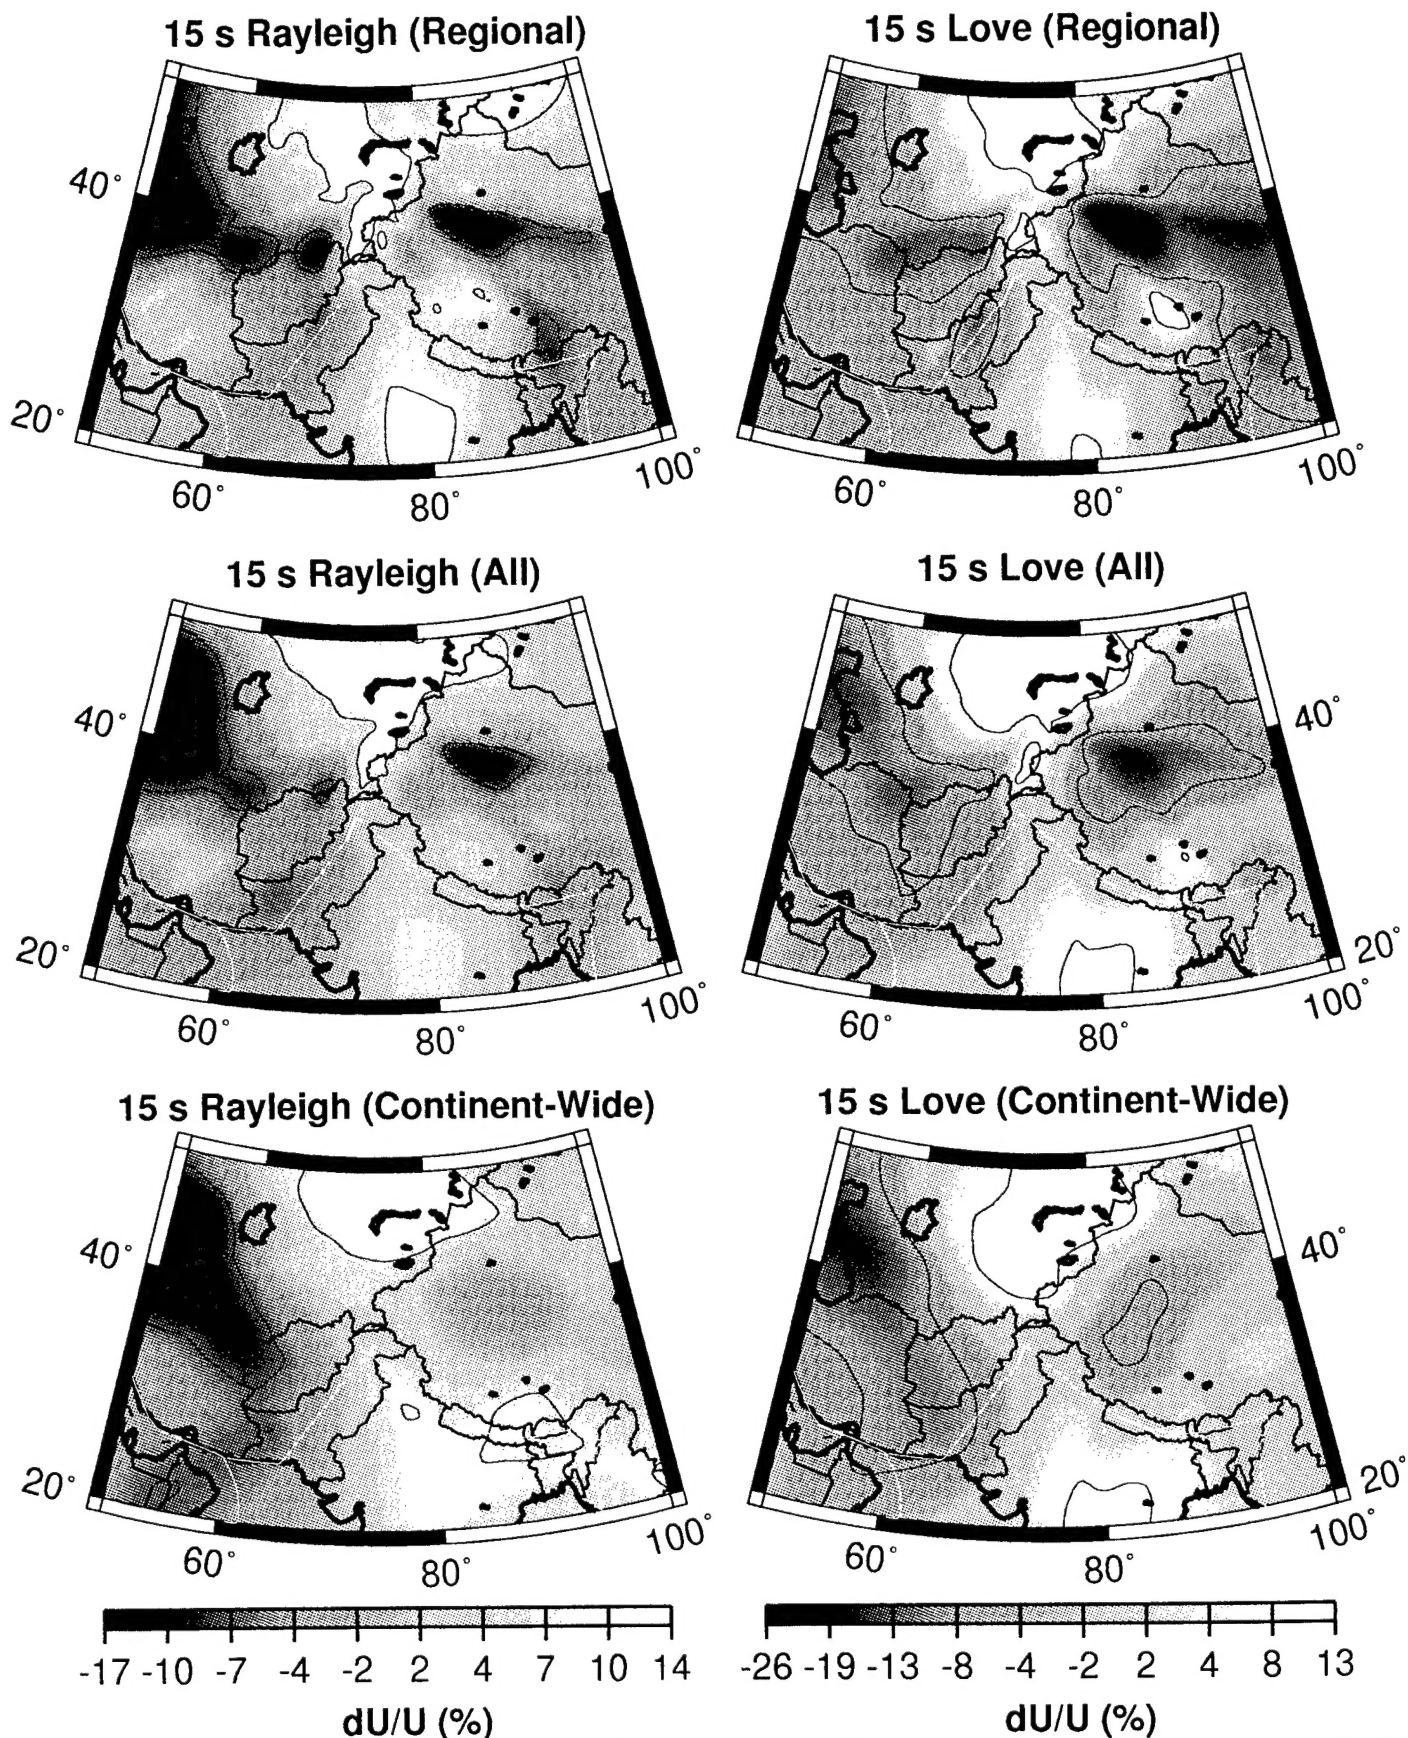 15 s Rayleigh (Regional)
15 s Love (Regional)
40°
20°
60°
80°
100°
60°
80°
100°
15 s Rayleigh (All)
15 s Love (All)
40°
40°
20°
20°
60°
80°
100°
60°
80°
100°
15 s Rayleigh (Continent-Wide)
15 s Love (Continent-Wide)
40°
40°
20°
20°
60°
80°
100°
60°
80°
100°
-17 -10 -7 -4 -2 2 4 7 10 14
-26 -19 -13 -8 -4 -2 2 4 8 13
dU/U (%)
dU/U (%)